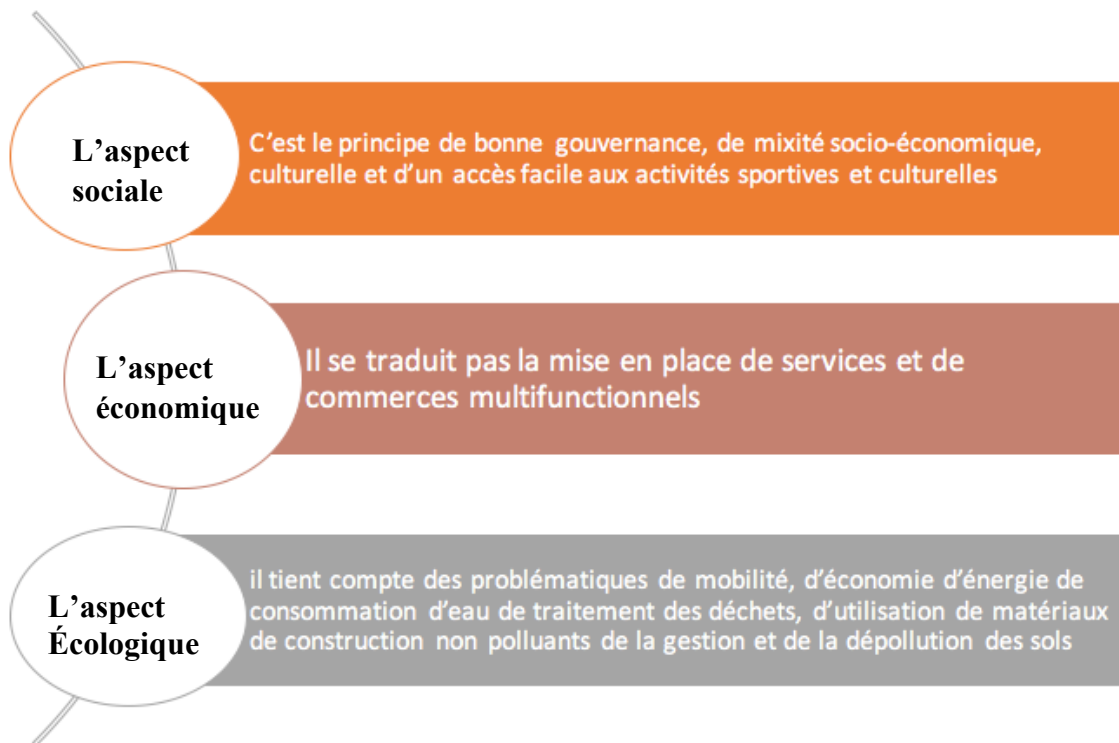 L’aspect
sociale
C’est le principe de bonne gouvernance, de mixité socio-économique,
culturelle et d’un accès facile aux activités sportives et culturelles
L’aspect
économique
Il se traduit pas la mise en place de services et de
commerces multifunctionnels
L’aspect
Écologique
il tient compte des problématiques de mobilité, d’économie d’énergie de
consommation d’eau de traitement des déchets, d’utilisation de matériaux
de construction non polluants de la gestion et de la dépollution des sols